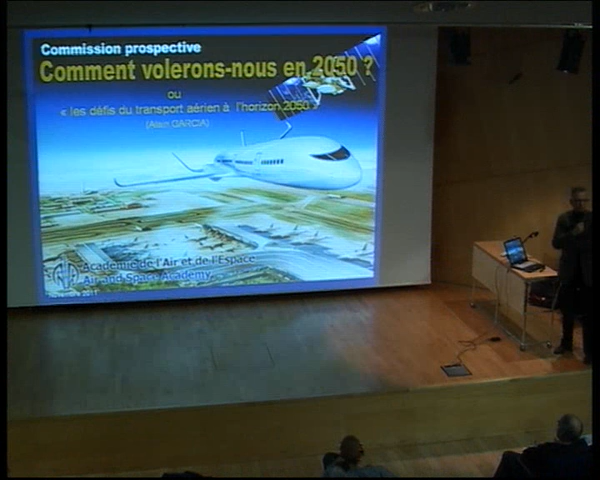 Commission prospective
Comment volerons-nous en 2050 ?
ou
« les défis du transport aérien à l'horizon 2050 »
(Alain GARCIA)
Académie de l'Air et de l'Espace
Air and Space Academy